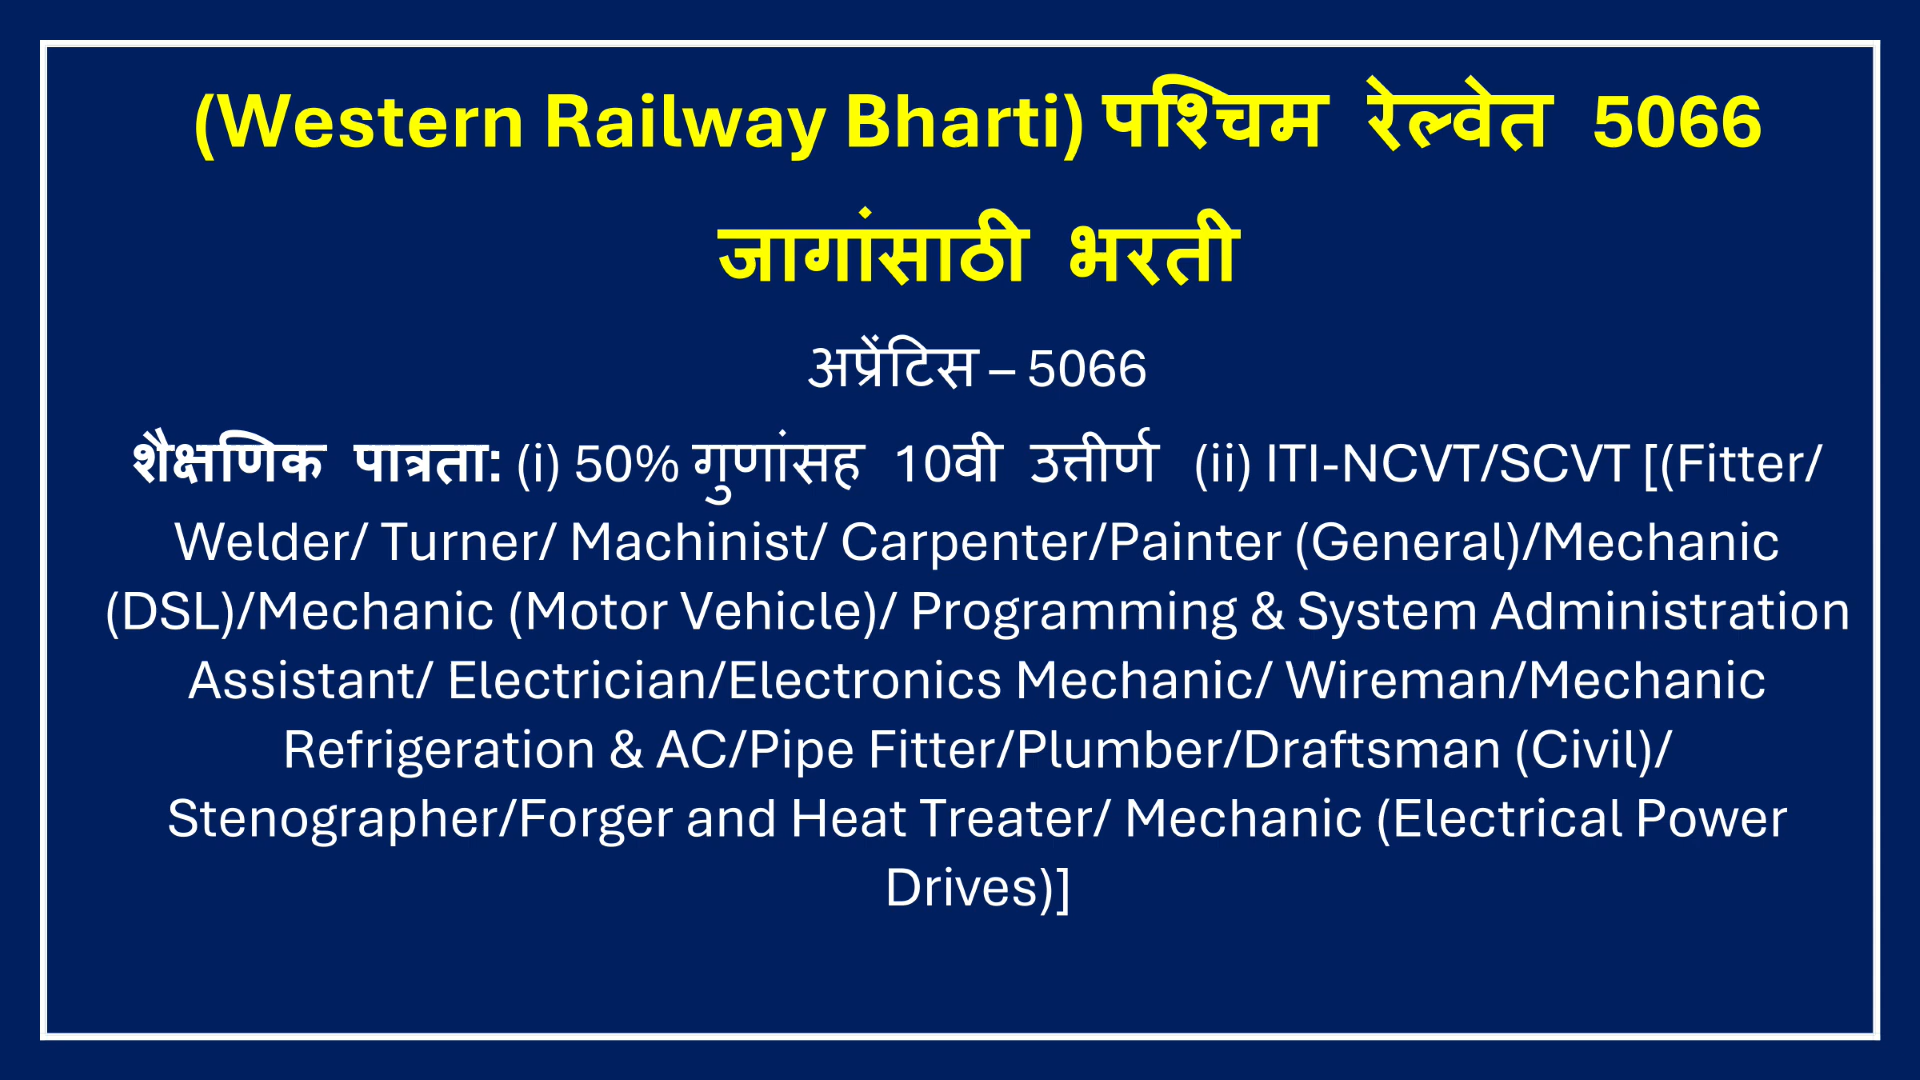 (Western Railway Bharti) पश्चिम रेल्वेत 5066
जागांसाठी भरती
अप्रेंटिस – 5066
शैक्षणिक पात्रता: (i) 50% गुणांसह 10वी उत्तीर्ण (ii) ITI-NCVT/SCVT [(Fitter/
Welder/ Turner/ Machinist/ Carpenter/Painter (General)/Mechanic
(DSL)/Mechanic (Motor Vehicle)/ Programming & System Administration
Assistant/ Electrician/Electronics Mechanic/ Wireman/Mechanic
Refrigeration & AC/Pipe Fitter/Plumber/Draftsman (Civil)/
Stenographer/Forger and Heat Treater/ Mechanic (Electrical Power
Drives)]